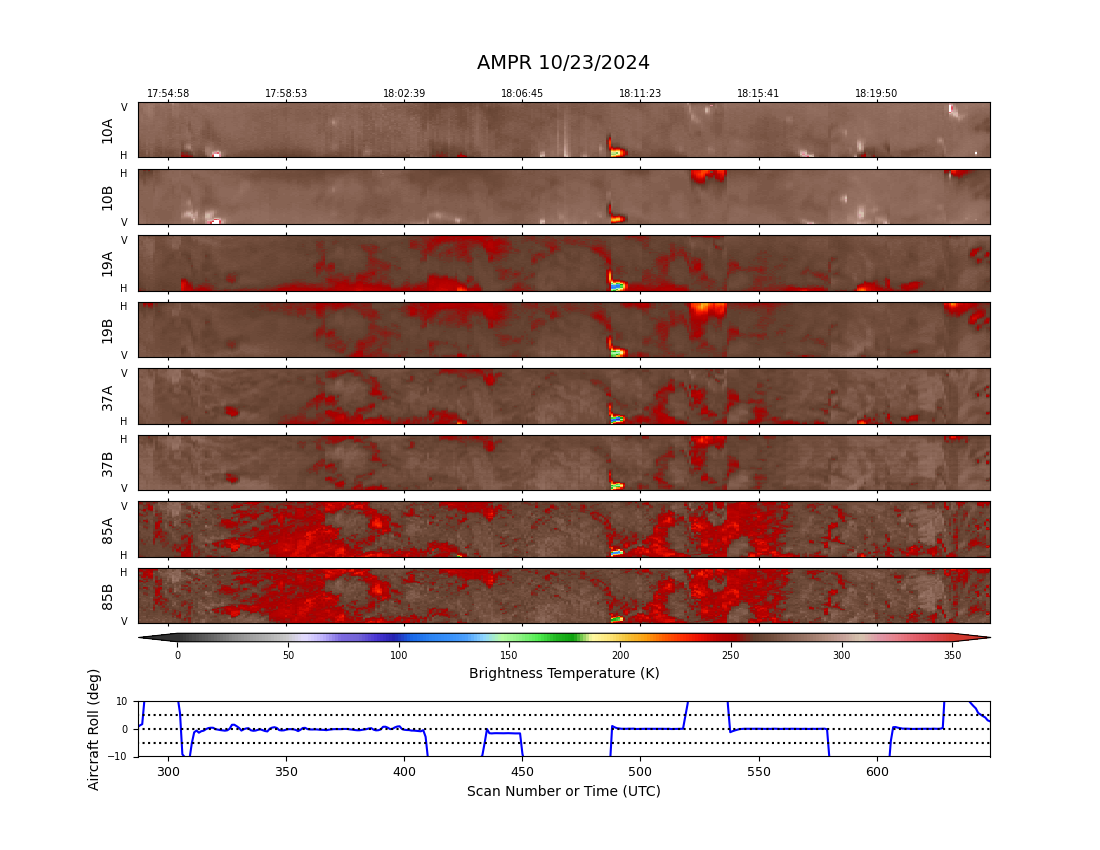 AMPR 10/23/2024
17:54:58 17:58:53 18:02:39 18:06:45 18:11:23 18:15:41 18:19:50
V
10A
H
H
10B
V
V
19A
H
H
19B
V
V
37A
H
H
37B
V
V
85A
H
H
85B
V
0 50 100 150 200 250 300 350
Brightness Temperature (K)
Aircraft Roll (deg)
10
0
−10
300 350 400 450 500 550 600
Scan Number or Time (UTC)